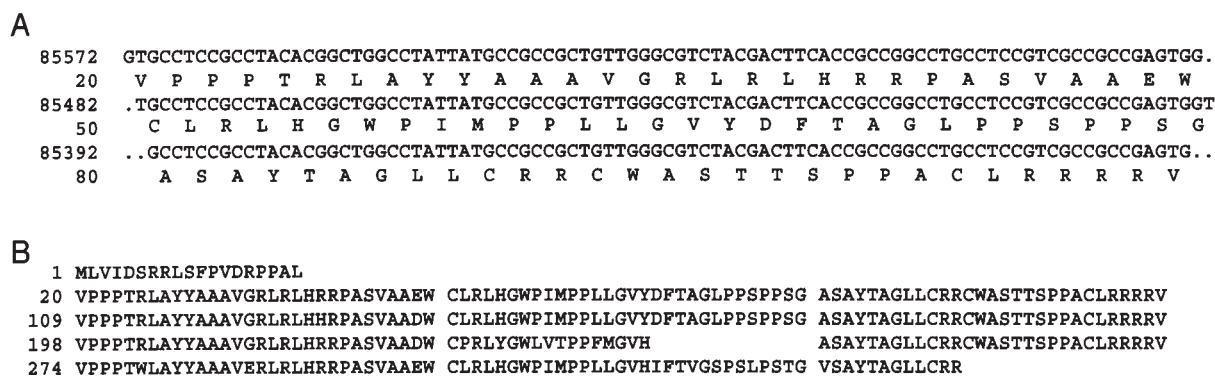 A
85572 GTGCCTCCGCCTACACGGCTGGCCTATTATGCCGCCGCTGTTGGGCGTCTACGACTTCACCGCCGGCCTGCCTCCGTCGCCGCCGAGTGG.
20 V P P P T R L A Y Y A A A V G R L R L H R R P A S V A A E W
85482 .TGCCTCCGCCTACACGGCTGGCCTATTATGCCGCCGCTGTTGGGCGTCTACGACTTCACCGCCGGCCTGCCTCCGTCGCCGCCGAGTGGT
50 C L R L H G W P I M P P L L G V Y D F T A G L P P S P P S G
85392 ..GCCTCCGCCTACACGGCTGGCCTATTATGCCGCCGCTGTTGGGCGTCTACGACTTCACCGCCGGCCTGCCTCCGTCGCCGCCGAGTG..
80 A S A Y T A G L L C R R C W A S T T S P P A C L R R R R V
B
1 MLVIDSRRLSFPVDRPPAL
20 VPPPTRLAYYAAAVGRLRLHRRPASVAAEW CLRLHGWPIMPPLLGVYDFTAGLPPSPPSG ASAYTAGLLCRRCWASTTSPPACLRRRRV
109 VPPPTRLAYYAAAVGRLRLHHRPASVAADW CLRLHGWPIMPPLLGVYDFTAGLPPSPPSG ASAYTAGLLCRRCWASTTSPPACLRRRRV
198 VPPPTRLAYYAAAVGRLRLHRRPASVAADW CPRLYGWLVTPPFMGVH ASAYTAGLLCRRCWASTTSPPACLRRRRV
274 VPPPTWLAYYAAAVERLRLHRRPASVAAEW CLRLHGWPIMPPLLGVHIFTVGSPSLPSTG VSAYTAGLLCRR